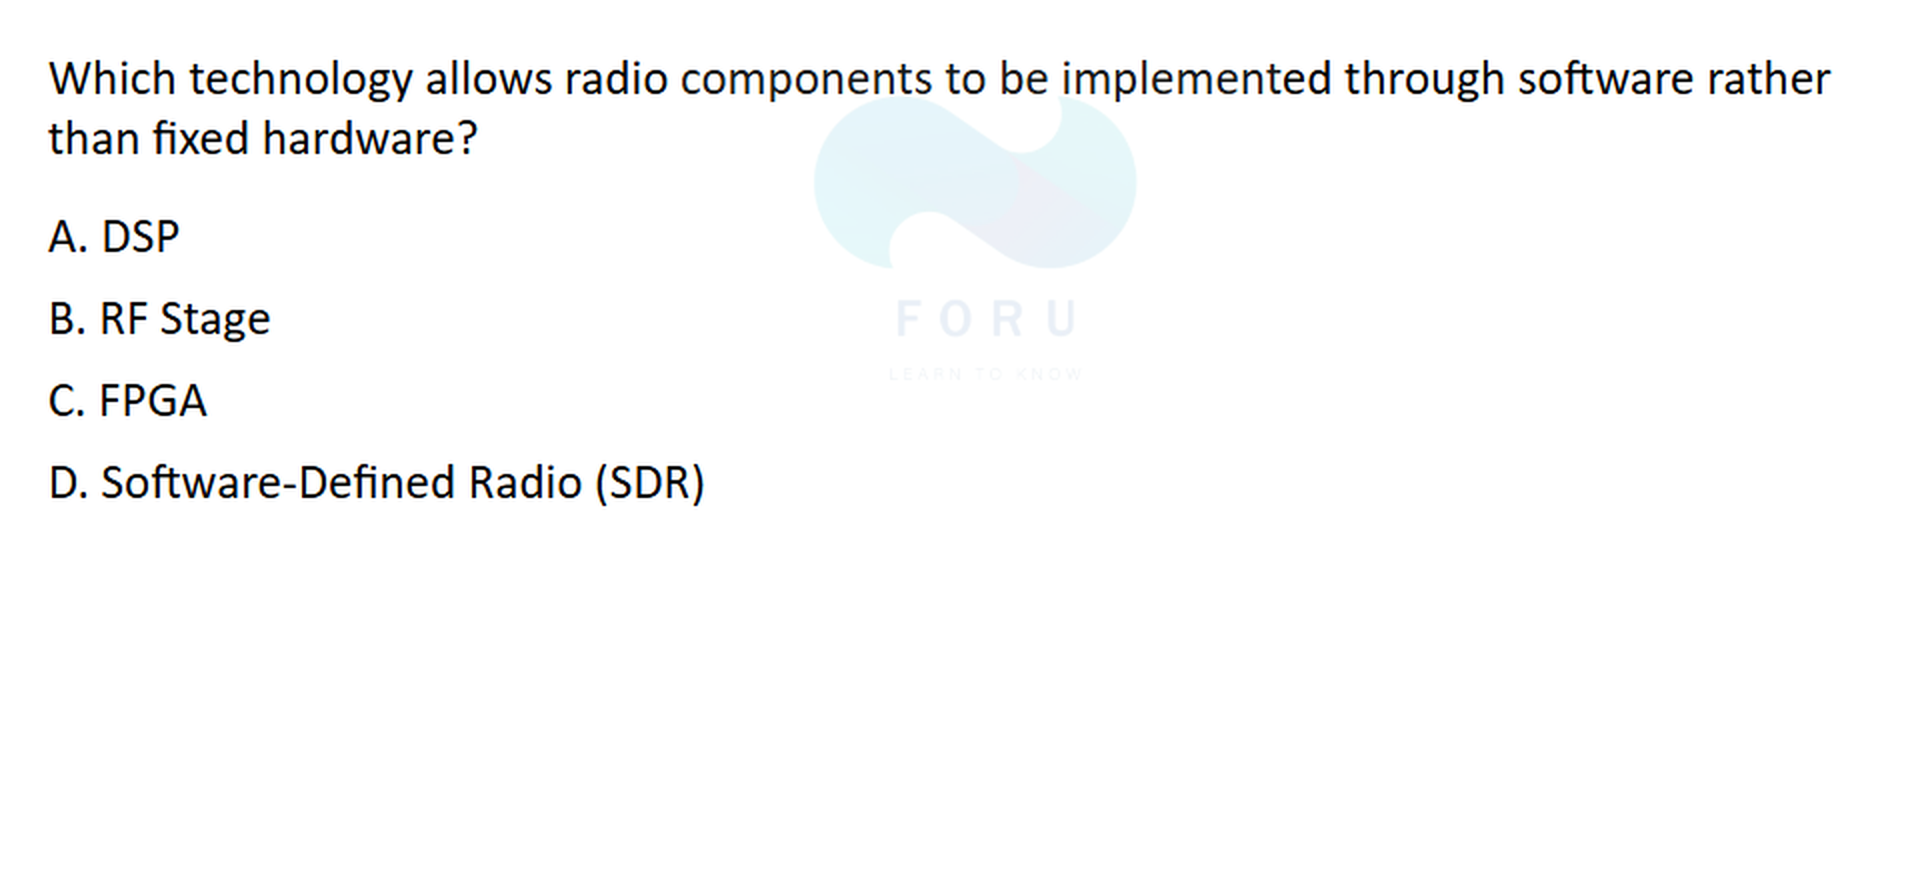 Which technology allows radio components to be implemented through software rather
than fixed hardware?
A. DSP
B. RF Stage
C. FPGA
D. Software-Defined Radio (SDR)
FORU
LEARN TO KNOW